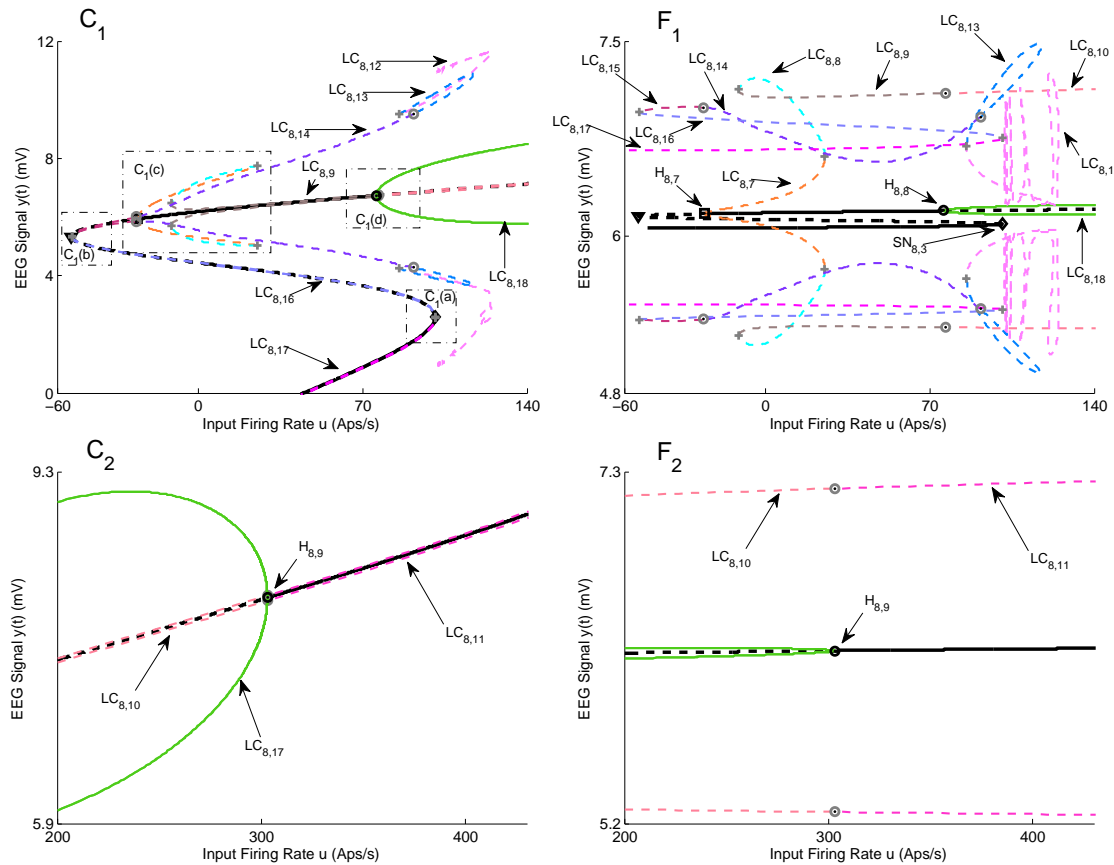 C1
12
8
4
0
EEG Signal y(t) (mV)
−60
0
70
140
Input Firing Rate u (Aps/s)
LC8,12
LC8,13
LC8,14
LC8,9
C1(c)
C1(d)
C1(b)
C1(a)
LC8,16
LC8,18
LC8,17
F1
7.5
6
4.8
EEG Signal y(t) (mV)
−60
0
70
140
Input Firing Rate u (Aps/s)
LC8,15
LC8,14
LC8,8
LC8,9
LC8,13
LC8,10
LC8,17
LC8,16
LC8,1
H8,7
LC8,7
H8,8
SN8,3
LC8,18
C2
9.3
5.9
EEG Signal y(t) (mV)
200
300
400
Input Firing Rate u (Aps/s)
H8,9
LC8,10
LC8,11
LC8,17
F2
7.3
5.2
EEG Signal y(t) (mV)
200
300
400
Input Firing Rate u (Aps/s)
LC8,10
LC8,11
H8,9